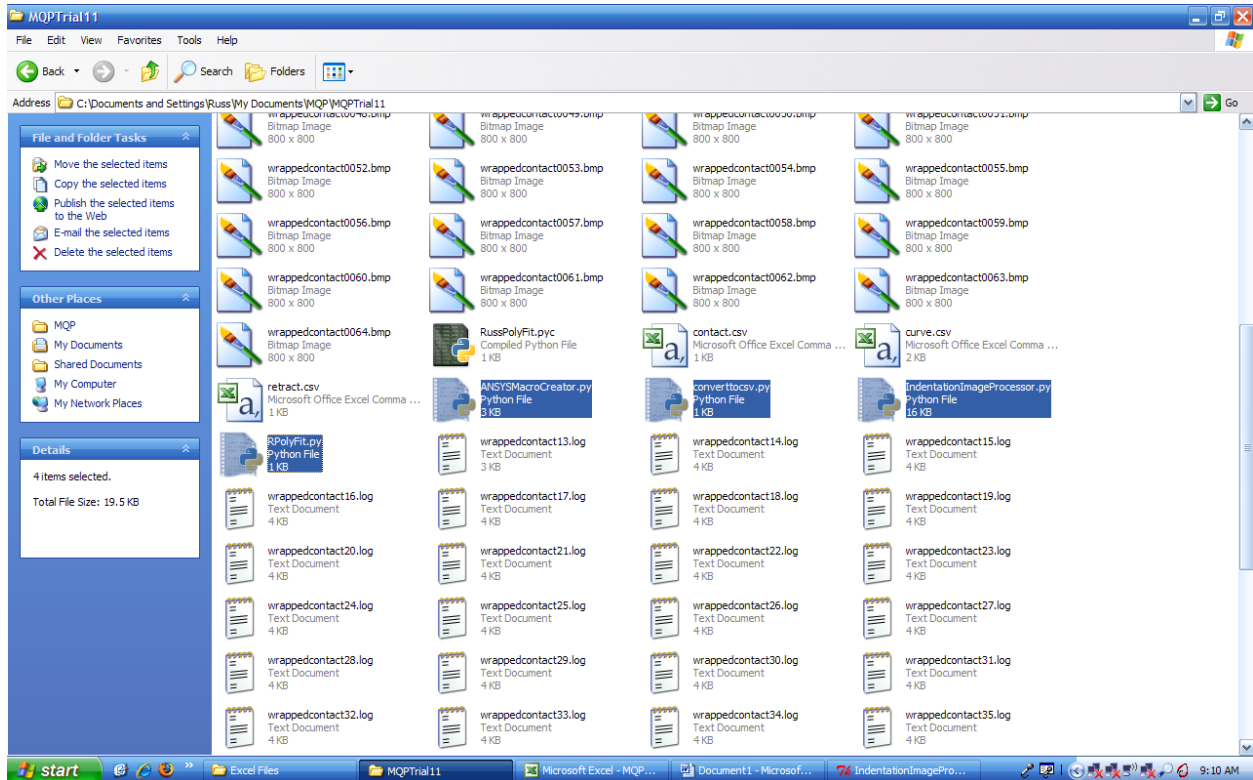 MQPTrial11
File Edit View Favorites Tools Help
Back Search Folders
Address C:\Documents and Settings\Russ\My Documents\MQP\MQPTrial11 Go
File and Folder Tasks
Move the selected items
Copy the selected items
Publish the selected items
to the Web
E-mail the selected items
Delete the selected items
Other Places
MQP
My Documents
Shared Documents
My Computer
My Network Places
Details
4 items selected.
Total File Size: 19.5 KB
wrappedcontact0048.bmp wrappedcontact0049.bmp wrappedcontact0050.bmp wrappedcontact0051.bmp
Bitmap Image Bitmap Image Bitmap Image Bitmap Image
800 x 800 800 x 800 800 x 800 800 x 800
wrappedcontact0052.bmp wrappedcontact0053.bmp wrappedcontact0054.bmp wrappedcontact0055.bmp
Bitmap Image Bitmap Image Bitmap Image Bitmap Image
800 x 800 800 x 800 800 x 800 800 x 800
wrappedcontact0056.bmp wrappedcontact0057.bmp wrappedcontact0058.bmp wrappedcontact0059.bmp
Bitmap Image Bitmap Image Bitmap Image Bitmap Image
800 x 800 800 x 800 800 x 800 800 x 800
wrappedcontact0060.bmp wrappedcontact0061.bmp wrappedcontact0062.bmp wrappedcontact0063.bmp
Bitmap Image Bitmap Image Bitmap Image Bitmap Image
800 x 800 800 x 800 800 x 800 800 x 800
wrappedcontact0064.bmp RussPolyFit.pyc contact.csv curve.csv
Bitmap Image Compiled Python File Microsoft Office Excel Comma ... Microsoft Office Excel Comma ...
800 x 800 1 KB 1 KB 2 KB
retract.csv ANSYSMacroCreator.py converttocsv.py IndentationImageProcessor.py
Microsoft Office Excel Comma ... Python File Python File Python File
1 KB 3 KB 1 KB 16 KB
RPolyFit.py wrappedcontact13.log wrappedcontact14.log wrappedcontact15.log
Python File Text Document Text Document Text Document
1 KB 3 KB 4 KB 4 KB
wrappedcontact16.log wrappedcontact17.log wrappedcontact18.log wrappedcontact19.log
Text Document Text Document Text Document Text Document
4 KB 4 KB 4 KB 4 KB
wrappedcontact20.log wrappedcontact21.log wrappedcontact22.log wrappedcontact23.log
Text Document Text Document Text Document Text Document
4 KB 4 KB 4 KB 4 KB
wrappedcontact24.log wrappedcontact25.log wrappedcontact26.log wrappedcontact27.log
Text Document Text Document Text Document Text Document
4 KB 4 KB 4 KB 4 KB
wrappedcontact28.log wrappedcontact29.log wrappedcontact30.log wrappedcontact31.log
Text Document Text Document Text Document Text Document
4 KB 4 KB 4 KB 4 KB
wrappedcontact32.log wrappedcontact33.log wrappedcontact34.log wrappedcontact35.log
Text Document Text Document Text Document Text Document
4 KB 4 KB 4 KB 4 KB
start Excel Files MQPTrial11 Microsoft Excel - MQP... Document1 - Microsof... IndentationImagePro... 9:10 AM